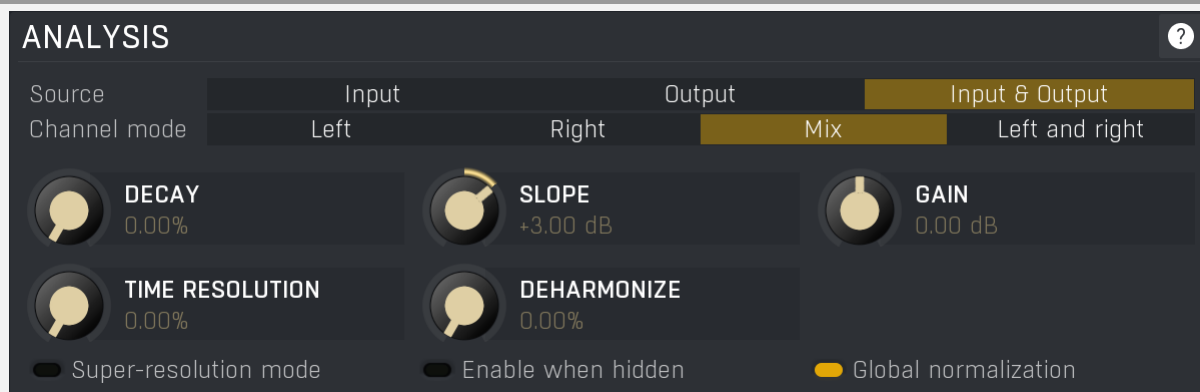 ANALYSIS ?
Source Input Output Input & Output
Channel mode Left Right Mix Left and right
DECAY SLOPE GAIN
0.00% +3.00 dB 0.00 dB
TIME RESOLUTION DEHARMONIZE
0.00% 0.00%
Super-resolution mode Enable when hidden Global normalization